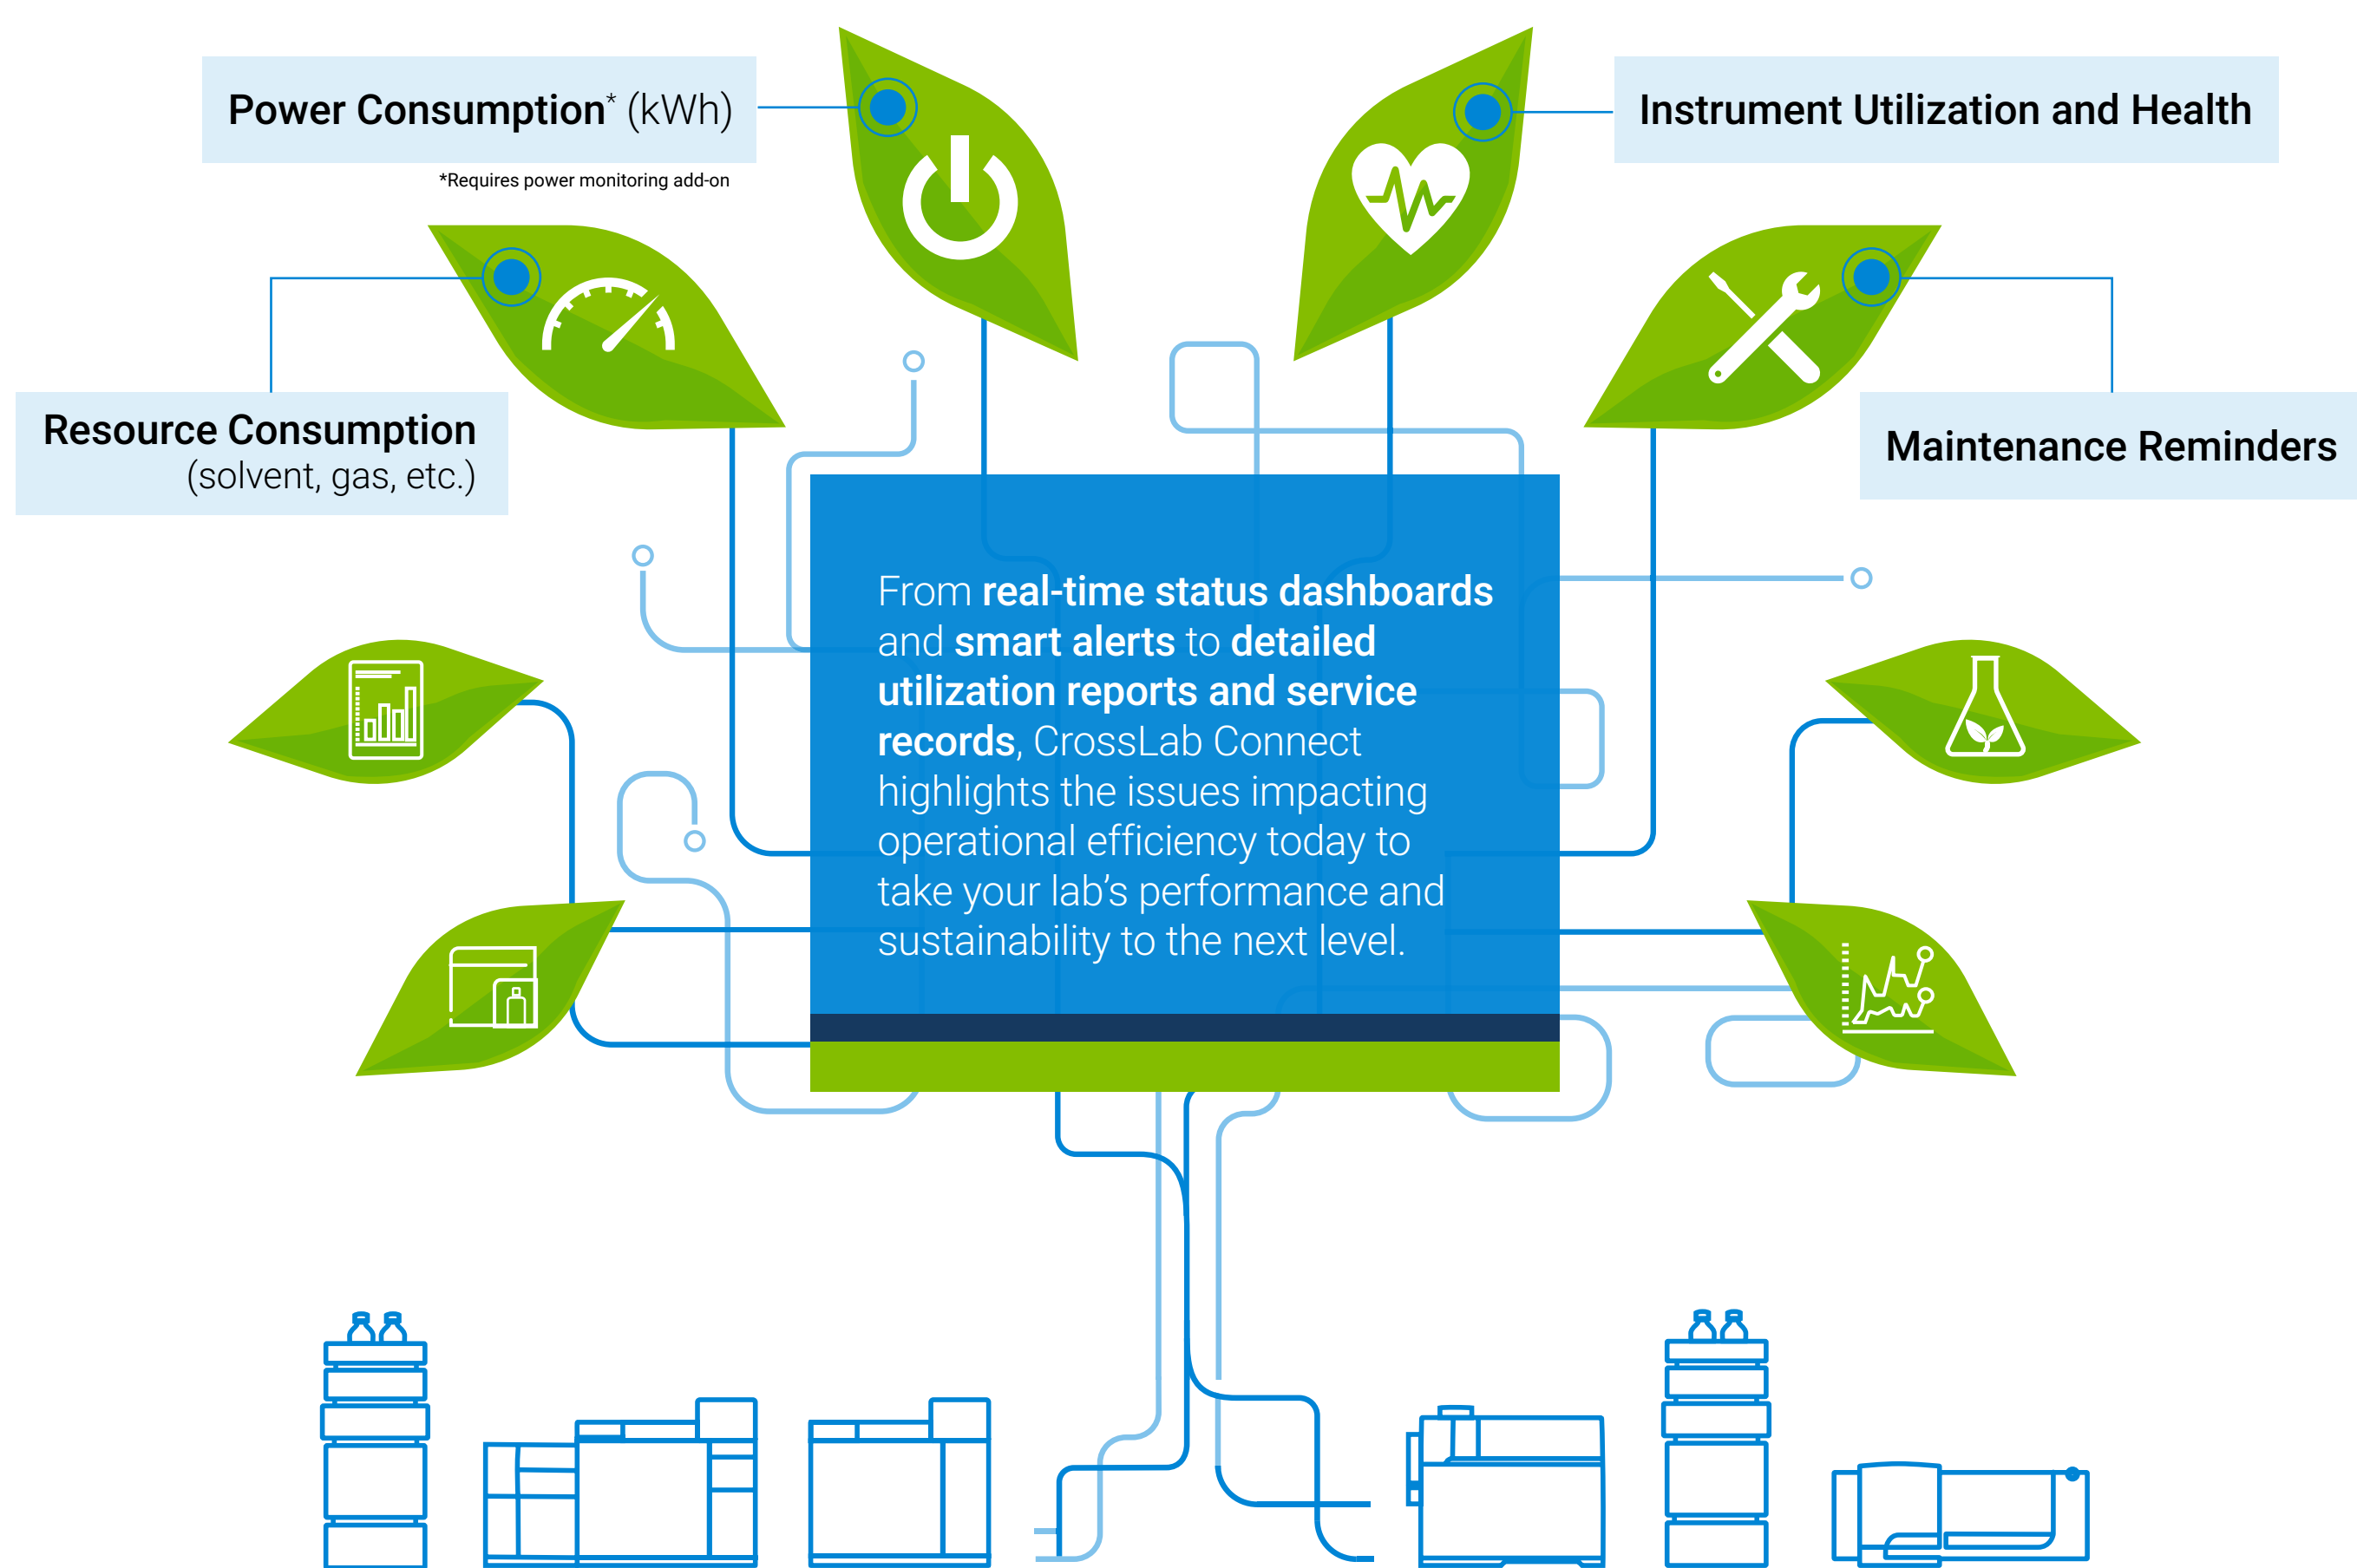 Power Consumption* (kWh)
*Requires power monitoring add-on
Instrument Utilization and Health
Resource Consumption
(solvent, gas, etc.)
Maintenance Reminders
From real-time status dashboards
and smart alerts to detailed
utilization reports and service
records, CrossLab Connect
highlights the issues impacting
operational efficiency today to
take your lab’s performance and
sustainability to the next level.